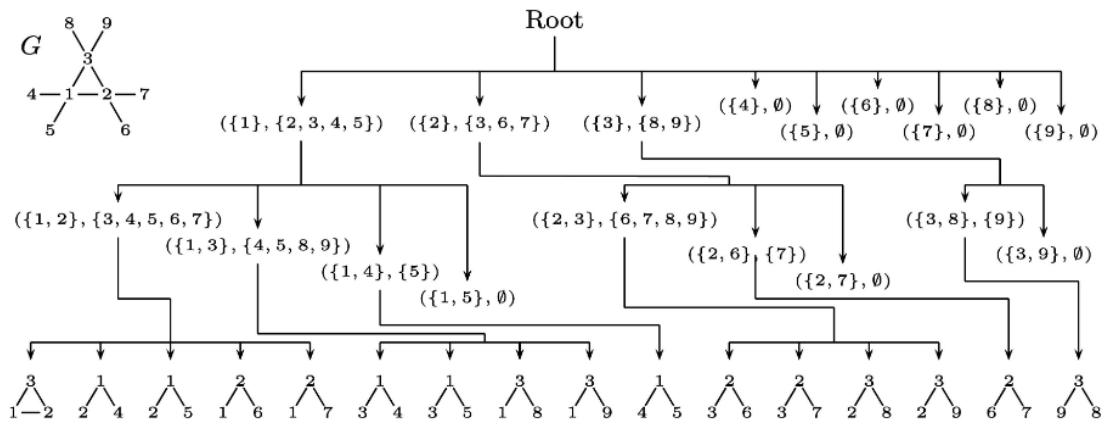 Root
8 9
G
3
4 1 2 7
5 6
({1}, {2, 3, 4, 5}) ({2}, {3, 6, 7}) ({3}, {8, 9}) ({4}, ∅) ({5}, ∅) ({6}, ∅) ({7}, ∅) ({8}, ∅) ({9}, ∅)
({1, 2}, {3, 4, 5, 6, 7}) ({1, 3}, {4, 5, 8, 9}) ({1, 4}, {5}) ({1, 5}, ∅) ({2, 3}, {6, 7, 8, 9}) ({2, 6}, {7}) ({2, 7}, ∅) ({3, 8}, {9}) ({3, 9}, ∅)
3 1 1 2 2 1 1 3 3 1 2 2 3 3 2 3
1 2 2 4 2 5 1 6 1 7 3 4 3 5 1 8 1 9 4 5 3 6 3 7 2 8 2 9 6 7 9 8